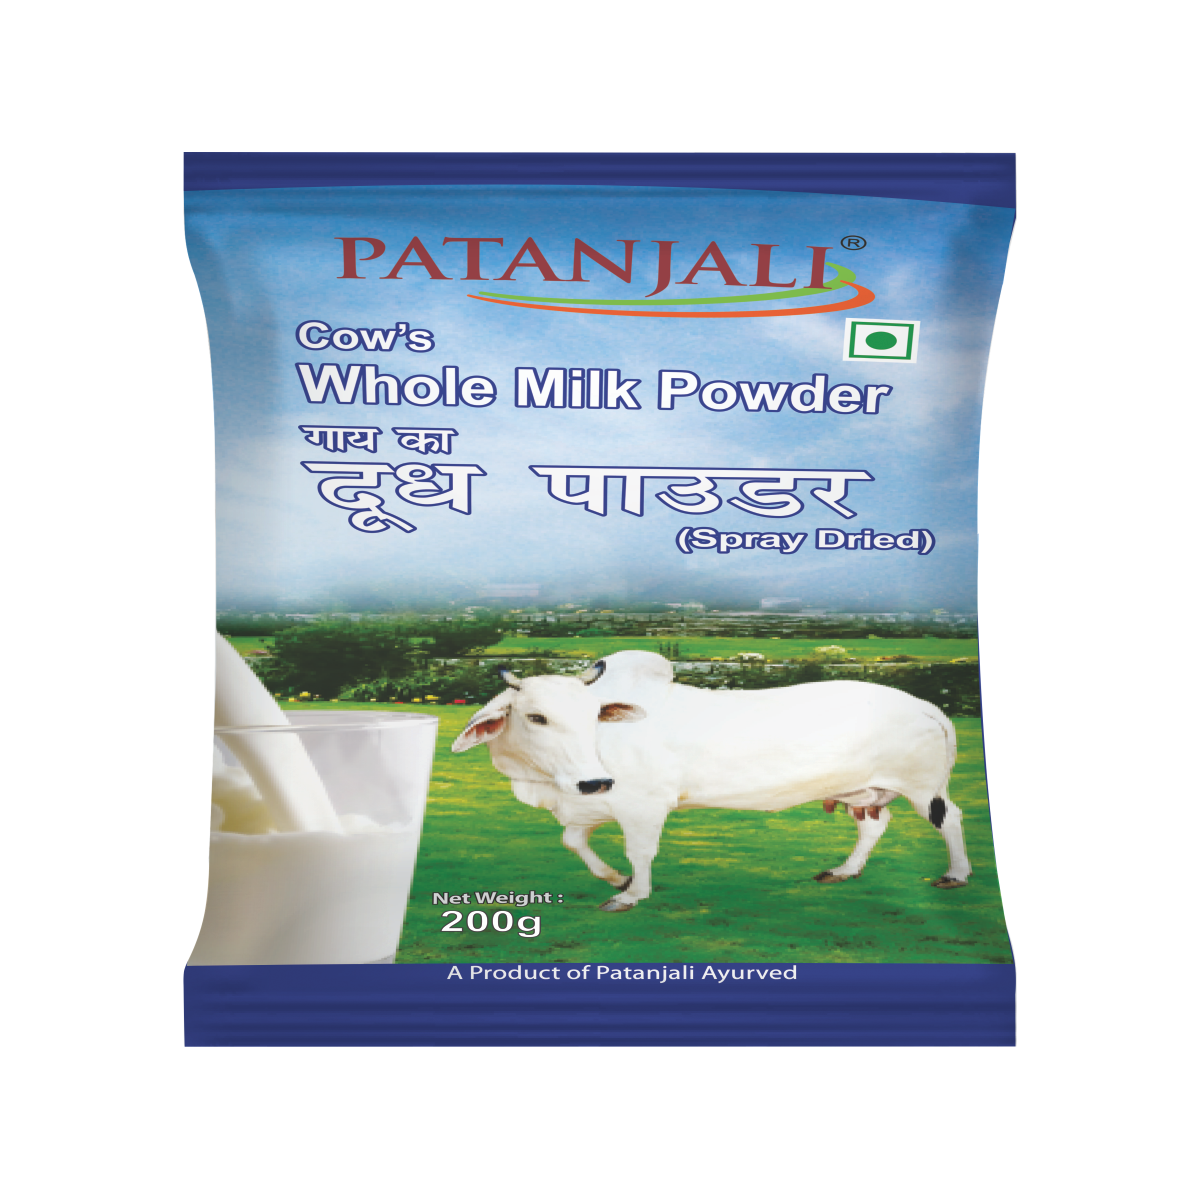 PATANJALI®
Cow's
Whole Milk Powder
गाय का
दूध पाउडर
(Spray Dried)
Net Weight :
200g
A Product of Patanjali Ayurved